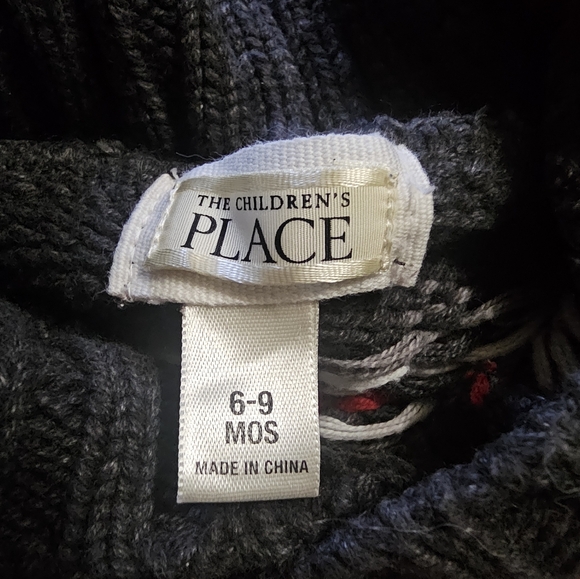 THE CHILDREN'S
PLACE
6-9
MOS
MADE IN CHINA